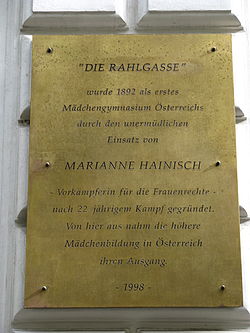 "DIE RAHLGASSE"
wurde 1892 als erstes
Mädchengymnasium Österreichs
durch den unermüdlichen
Einsatz von
MARIANNE HAINISCH
- Vorkämpferin für die Frauenrechte -
nach 22 jährigem Kampf gegründet.
Von hier aus nahm die höhere
Mädchenbildung in Österreich
ihren Ausgang.
- 1998 -